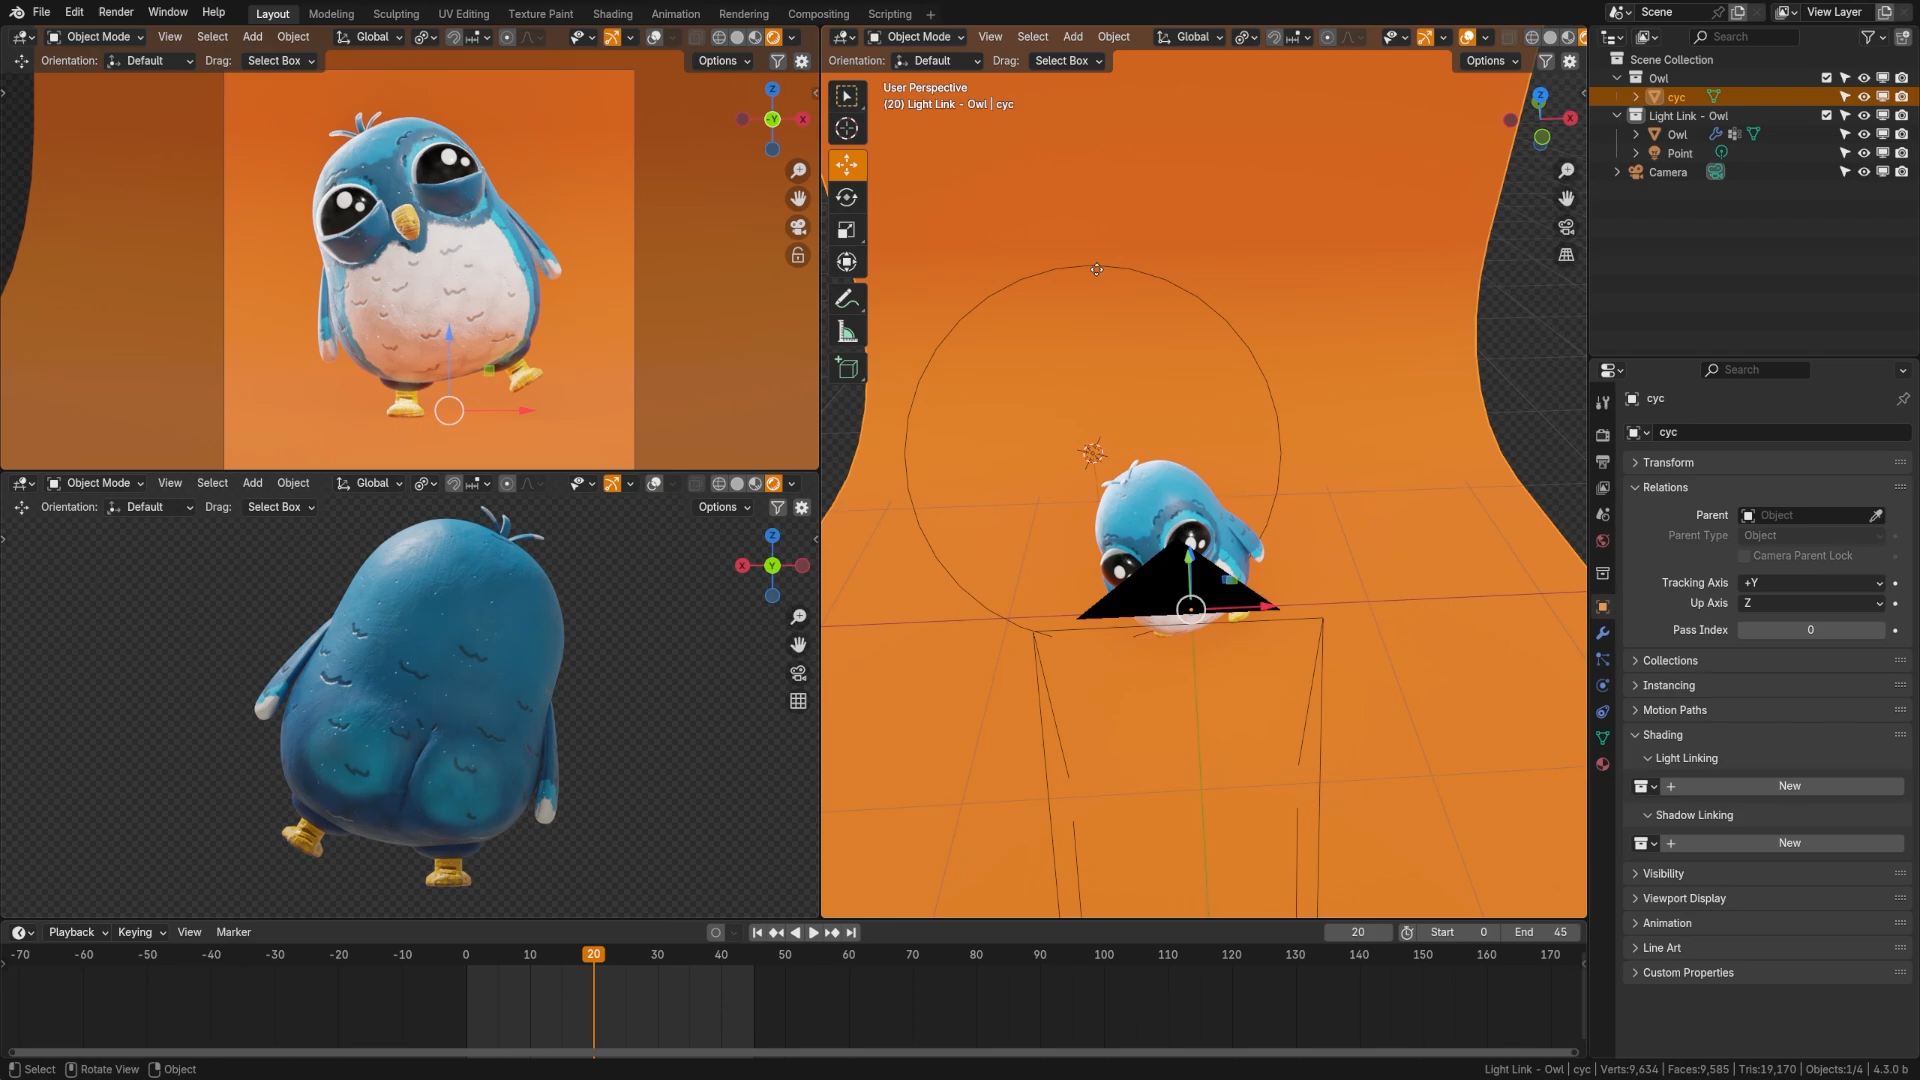 File Edit Render Window Help
Layout Modeling Sculpting UV Editing Texture Paint Shading Animation Rendering Compositing Scripting +
Scene
View Layer
Object Mode View Select Add Object Global
Orientation: Default Drag: Select Box Options
Z
-Y
X
Object Mode View Select Add Object Global
Orientation: Default Drag: Select Box Options
User Perspective
(20) Light Link - Owl | cyc
Z
X
Object Mode View Select Add Object Global
Orientation: Default Drag: Select Box Options
Z
X
Y
Search
Scene Collection
Owl
cyc
Light Link - Owl
Owl
Point
Camera
Search
cyc
cyc
Transform
Relations
Parent Object
Parent Type Object
Camera Parent Lock
Tracking Axis +Y
Up Axis Z
Pass Index 0
Collections
Instancing
Motion Paths
Shading
Light Linking
New
Shadow Linking
New
Visibility
Viewport Display
Animation
Line Art
Custom Properties
Playback Keying View Marker
20 Start 0 End 45
-70 -60 -50 -40 -30 -20 -10 0 10 20 30 40 50 60 70 80 90 100 110 120 130 140 150 160 170
Select Rotate View Object
Light Link - Owl | cyc | Verts:9,634 | Faces:9,585 | Tris:19,170 | Objects:1/4 | 4.3.0 b